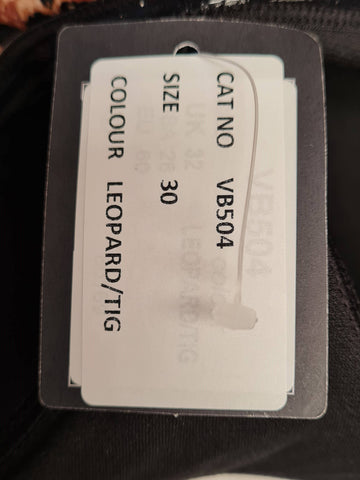 CAT NO VB504
SIZE 30
COLOUR LEOPARD/TIG